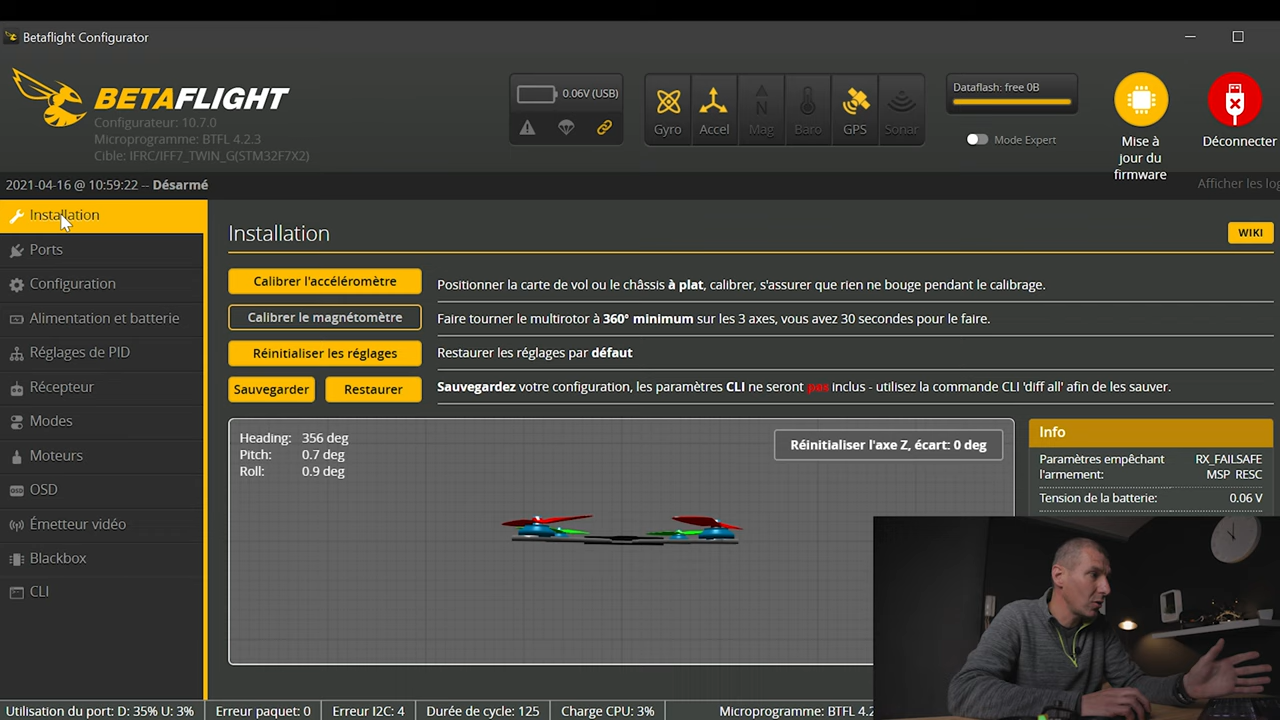 Betaflight Configurator
BETAFLIGHT
Configurateur: 10.7.0
Microprogramme: BTFL 4.2.3
Cible: IFRC/IFF7_TWIN_G(STM32F7X2)
0.06V (USB)
Gyro
Accel
Mag
Baro
GPS
Sonar
Dataflash: free 0B
Mode Expert
Mise à
jour du
firmware
Déconnecter
2021-04-16 @ 10:59:22 -- Désarmé
Afficher les log
Installation
Ports
Configuration
Alimentation et batterie
Réglages de PID
Récepteur
Modes
Moteurs
OSD
Émetteur vidéo
Blackbox
CLI
Installation
WIKI
Calibrer l'accéléromètre
Positionner la carte de vol ou le châssis à plat, calibrer, s'assurer que rien ne bouge pendant le calibrage.
Calibrer le magnétomètre
Faire tourner le multirotor à 360° minimum sur les 3 axes, vous avez 30 secondes pour le faire.
Réinitialiser les réglages
Restaurer les réglages par défaut
Sauvegarder
Restaurer
Sauvegardez votre configuration, les paramètres CLI ne seront pas inclus - utilisez la commande CLI 'diff all' afin de les sauver.
Heading: 356 deg
Pitch: 0.7 deg
Roll: 0.9 deg
Réinitialiser l'axe Z, écart: 0 deg
Info
Paramètres empêchant RX_FAILSAFE
l'armement: MSP RESC
Tension de la batterie: 0.06 V
Utilisation du port: D: 35% U: 3%
Erreur paquet: 0
Erreur I2C: 4
Durée de cycle: 125
Charge CPU: 3%
Microprogramme: BTFL 4.2